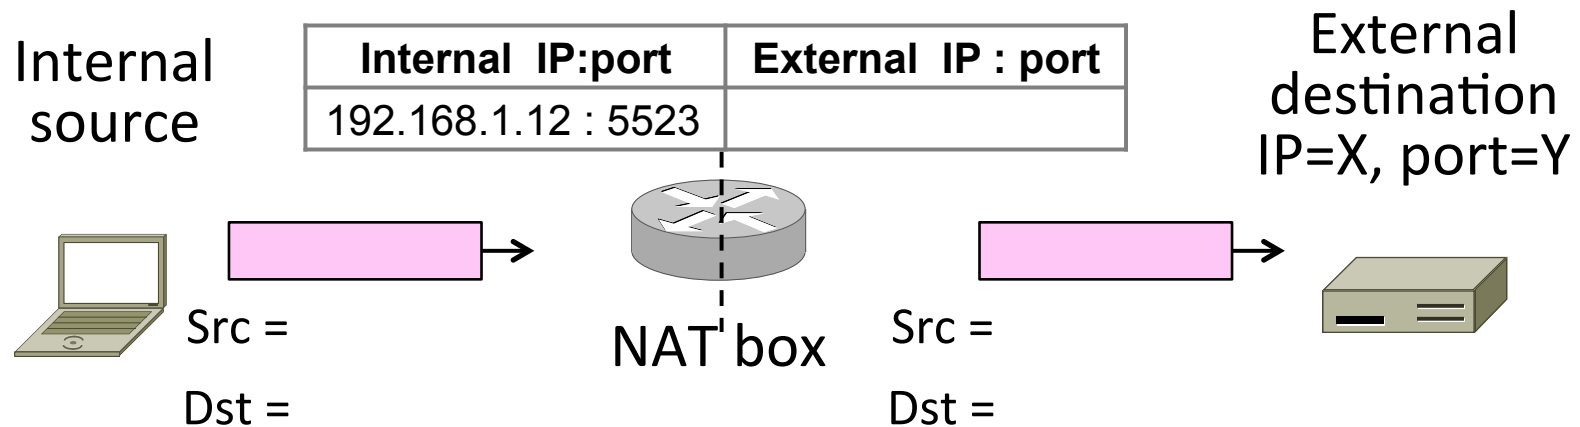 Internal
source
Internal IP:port External IP : port
192.168.1.12 : 5523
External
destination
IP=X, port=Y
Src =
Dst =
NAT box
Src =
Dst =